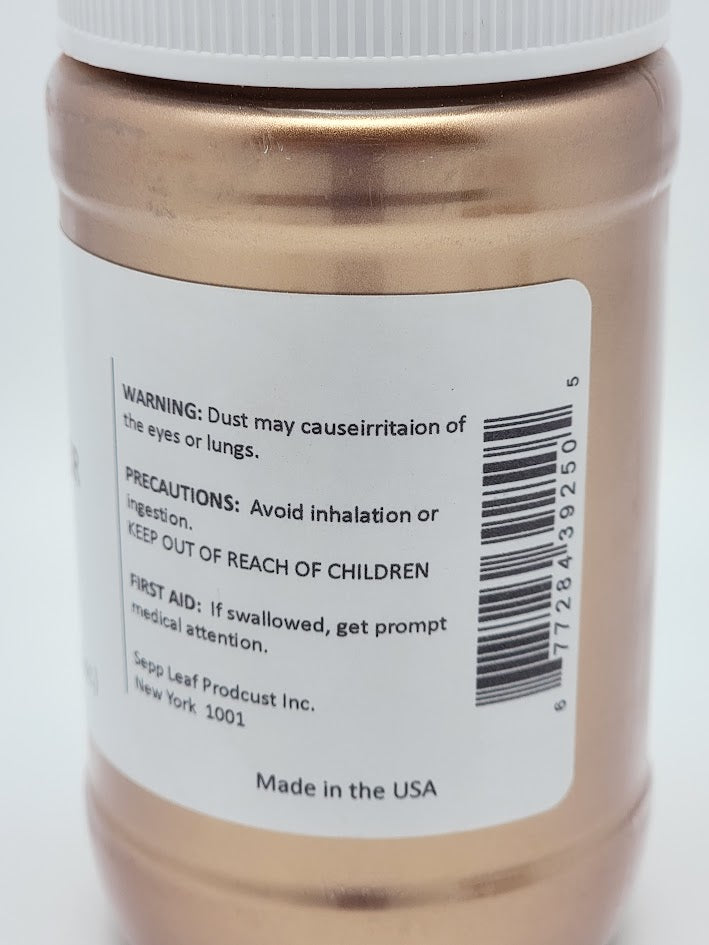 WARNING: Dust may causeirritaion of
the eyes or lungs.
PRECAUTIONS: Avoid inhalation or
ingestion.
KEEP OUT OF REACH OF CHILDREN
FIRST AID: If swallowed, get prompt
medical attention.
Sepp Leaf Prodcust Inc.
New York 1001
Made in the USA
6 77284 39250 5